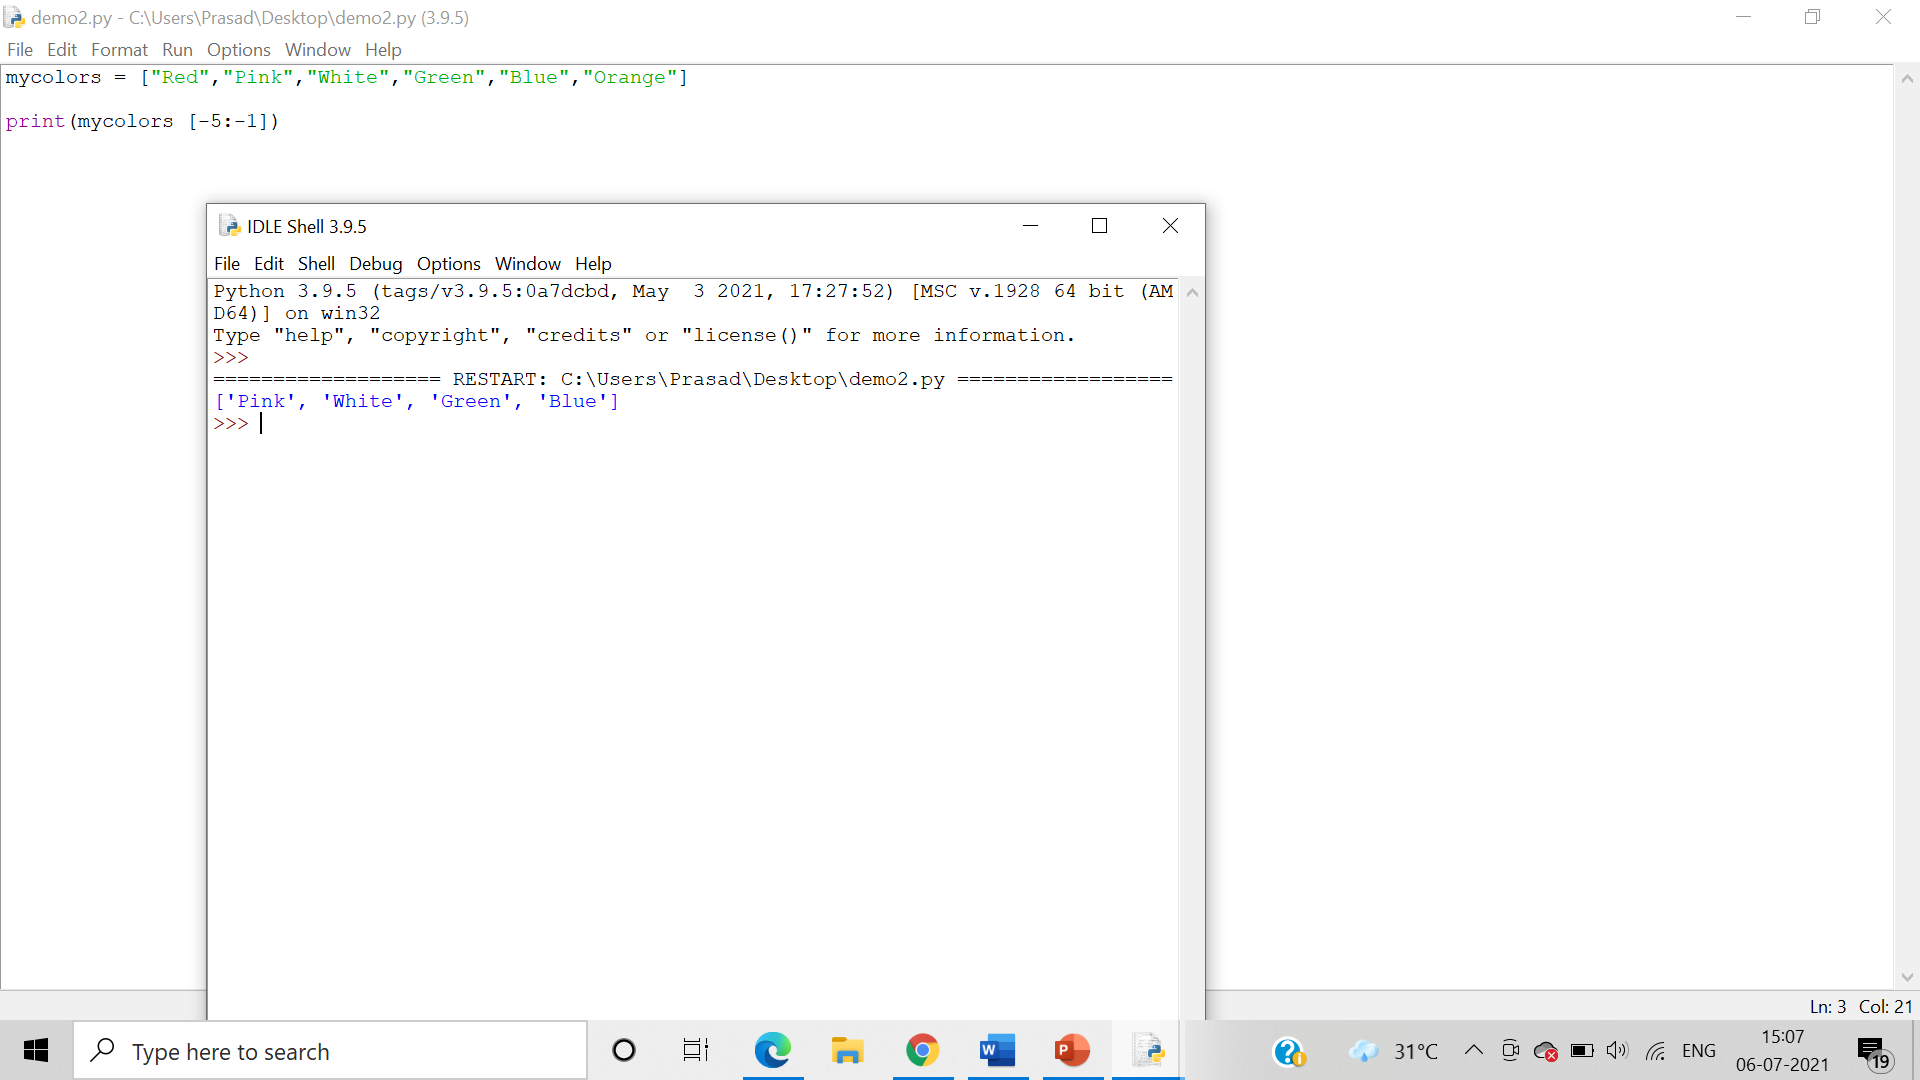 demo2.py - C:\Users\Prasad\Desktop\demo2.py (3.9.5)
File Edit Format Run Options Window Help
mycolors = ["Red","Pink","White","Green","Blue","Orange"]
print(mycolors [-5:-1])
IDLE Shell 3.9.5
File Edit Shell Debug Options Window Help
Python 3.9.5 (tags/v3.9.5:0a7dcbd, May  3 2021, 17:27:52) [MSC v.1928 64 bit (AM
D64)] on win32
Type "help", "copyright", "credits" or "license()" for more information.
>>>
=================== RESTART: C:\Users\Prasad\Desktop\demo2.py ==================
['Pink', 'White', 'Green', 'Blue']
>>>
Ln: 3 Col: 21
Type here to search
W
P
31°C
ENG
15:07
06-07-2021
19